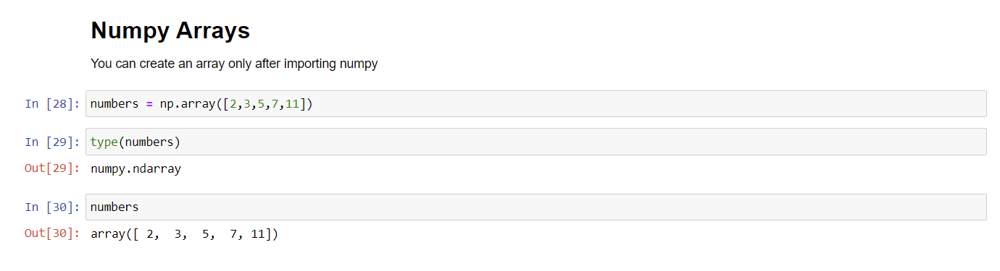 Numpy Arrays
You can create an array only after importing numpy
In [28]: numbers = np.array([2,3,5,7,11])
In [29]: type(numbers)
Out[29]: numpy.ndarray
In [30]: numbers
Out[30]: array([ 2,  3,  5,  7, 11])